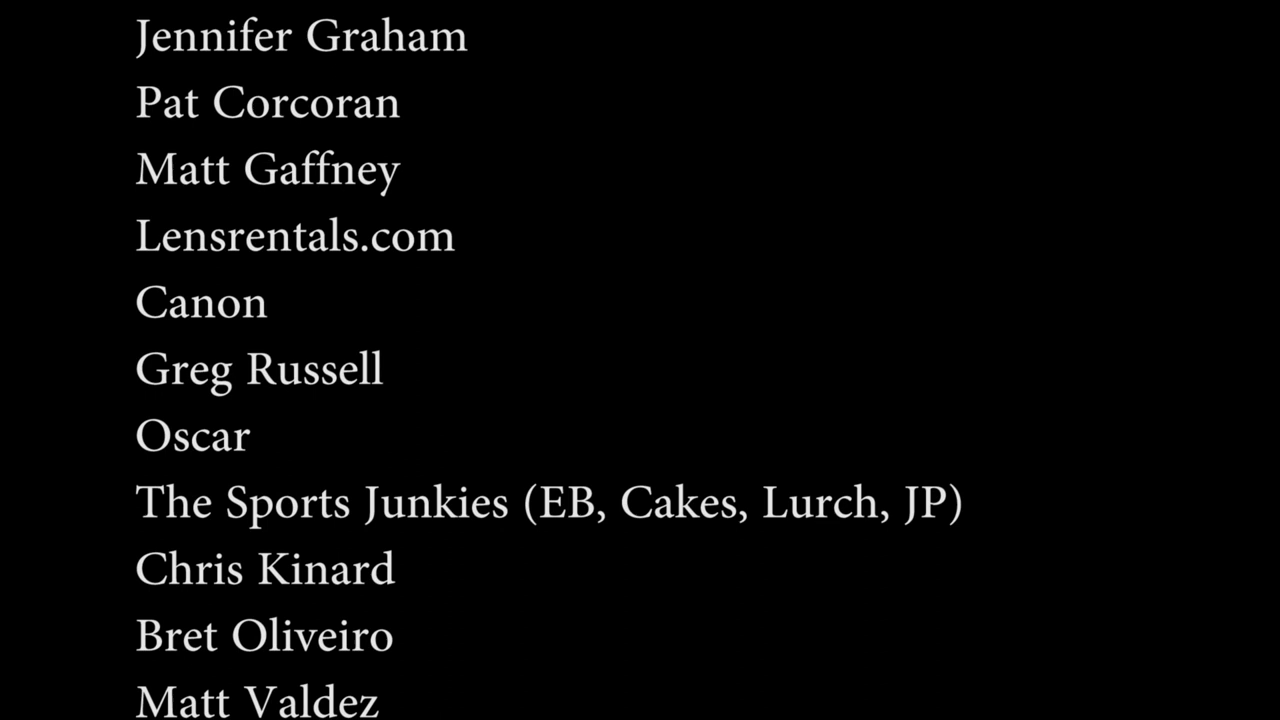 Jennifer Graham
Pat Corcoran
Matt Gaffney
Lensrentals.com
Canon
Greg Russell
Oscar
The Sports Junkies (EB, Cakes, Lurch, JP)
Chris Kinard
Bret Oliveiro
Matt Valdez